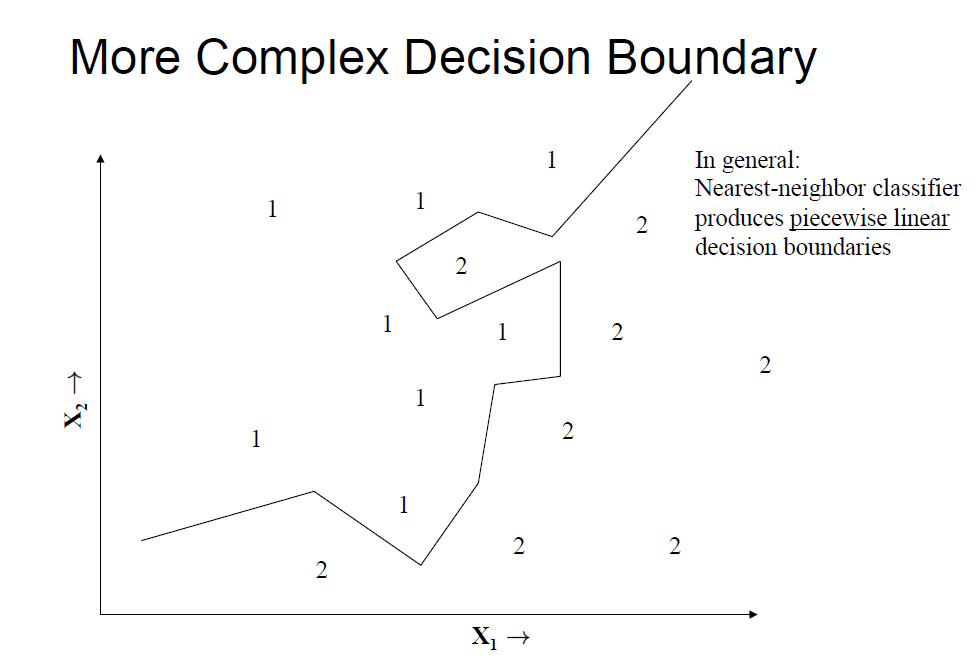 More Complex Decision Boundary
In general:
Nearest-neighbor classifier
produces piecewise linear
decision boundaries
1
1
1
2
2
1
1
2
2
1
2
1
1
2
2
2
X₂ →
X₁ →